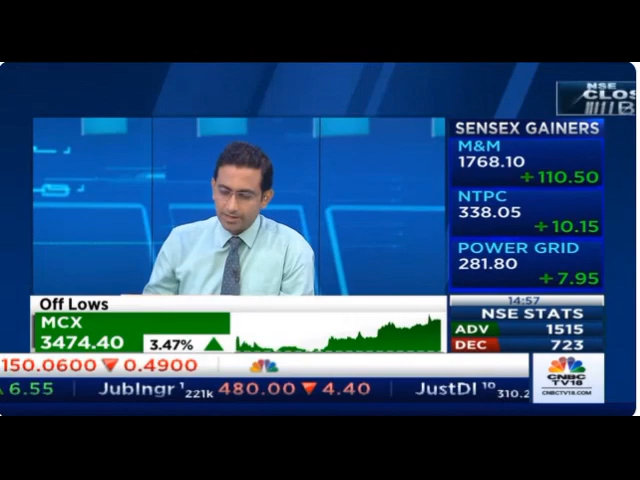 NSE
CLOS
SENSEX GAINERS
M&M
1768.10
+110.50
NTPC
338.05
+10.15
POWER GRID
281.80
+7.95
Off Lows
MCX
3474.40
3.47% ▲
14:57
NSE STATS
ADV 1515
DEC 723
150.0600 ▼ 0.4900
6.55 JubIngr 221k 480.00 ▼ 4.40 JustDI 10 310.2
CNBC
TV18
CNBCTV18.COM